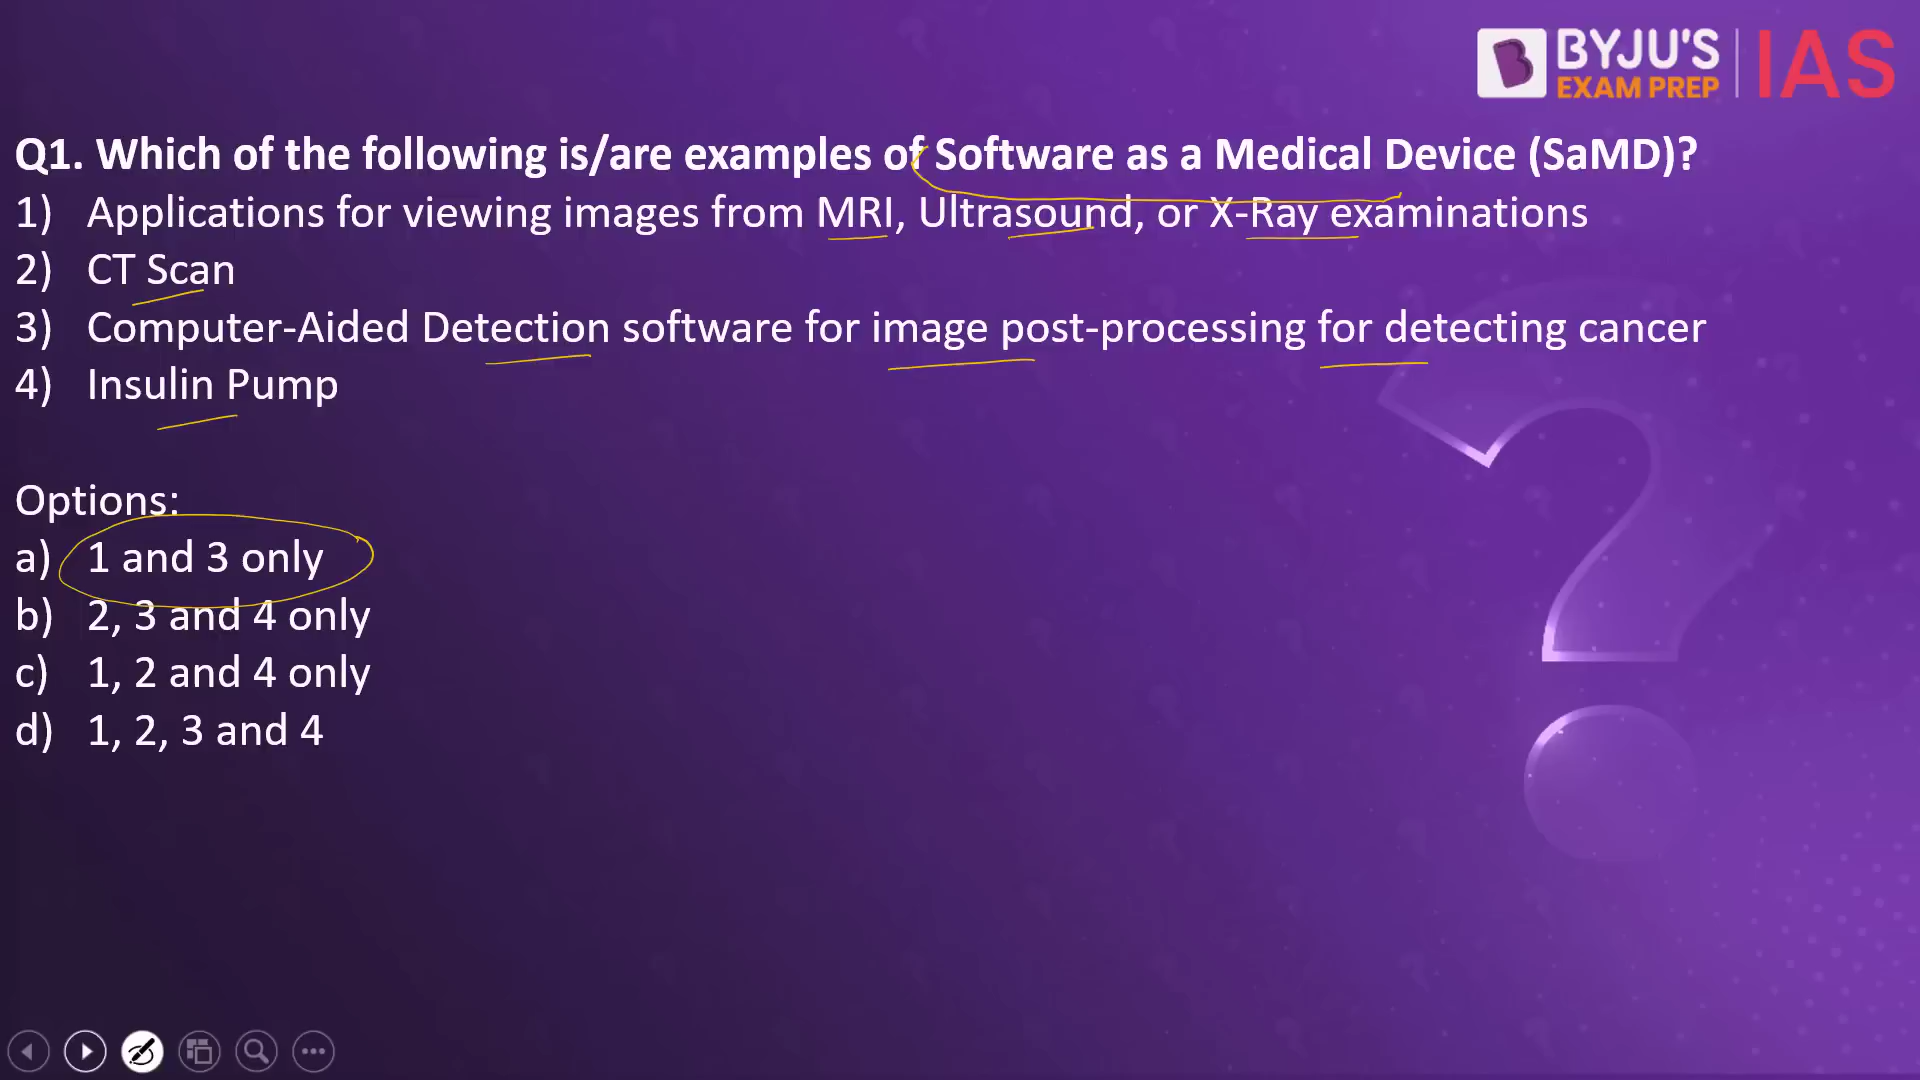 BYJU'S
EXAM PREP
IAS
Q1. Which of the following is/are examples of Software as a Medical Device (SaMD)?
1) Applications for viewing images from MRI, Ultrasound, or X-Ray examinations
2) CT Scan
3) Computer-Aided Detection software for image post-processing for detecting cancer
4) Insulin Pump
Options:
a) 1 and 3 only
b) 2, 3 and 4 only
c) 1, 2 and 4 only
d) 1, 2, 3 and 4